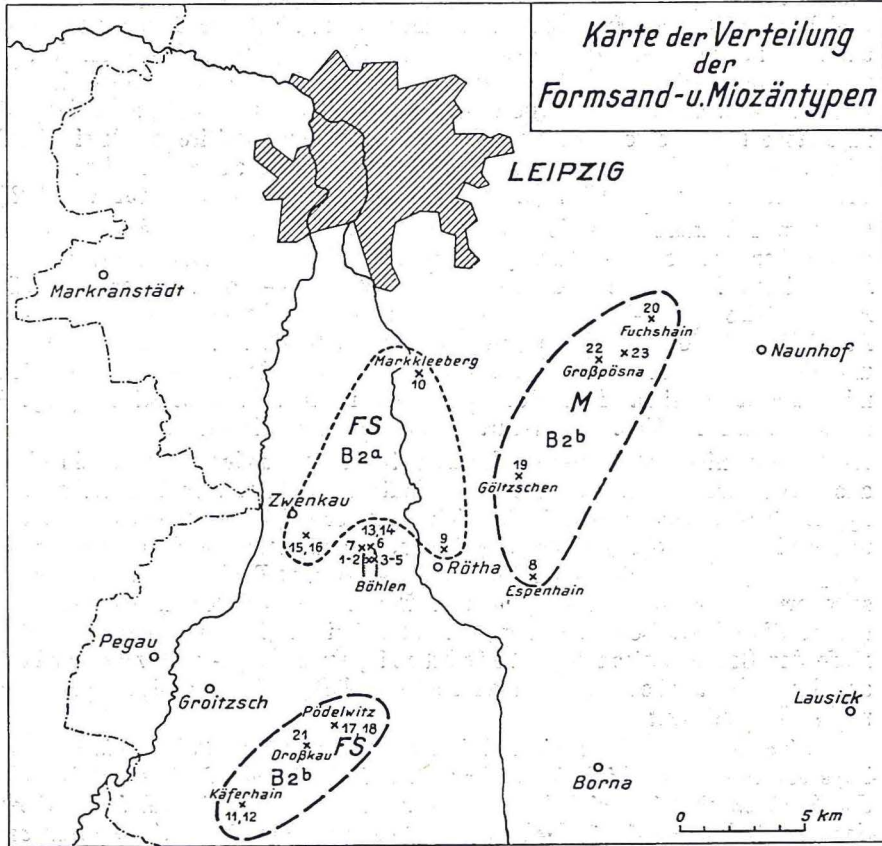 Karte der Verteilung
der
Formsand-u. Miozäntypen
LEIPZIG
Markranstädt
20
Fuchshain
22
23
Großpösna
Naunhof
Markkleeberg
10
FS
B2a
M
B2b
19
Göltzschen
Zwenkau
13,14
15,16
7
6
1-2
3-5
Böhlen
9
Rötha
8
Espenhain
Pegau
Groitzsch
Pödelwitz
17,18
21
FS
Droßkau
B2b
Käferhain
11,12
Lausick
Borna
0 5 km